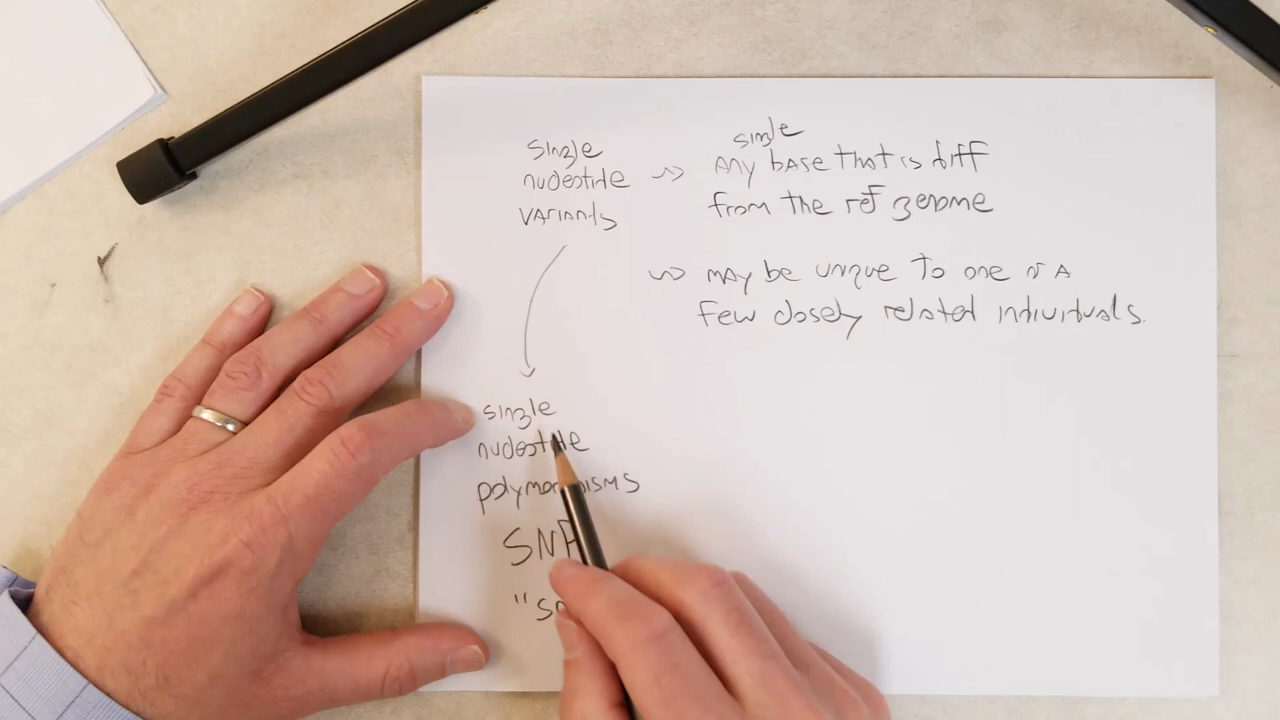 single
nucleotide
variants
single
Any base that is diff
from the ref genome
may be unique to one or a
few closely related individuals.
single
nucleotide
SNP